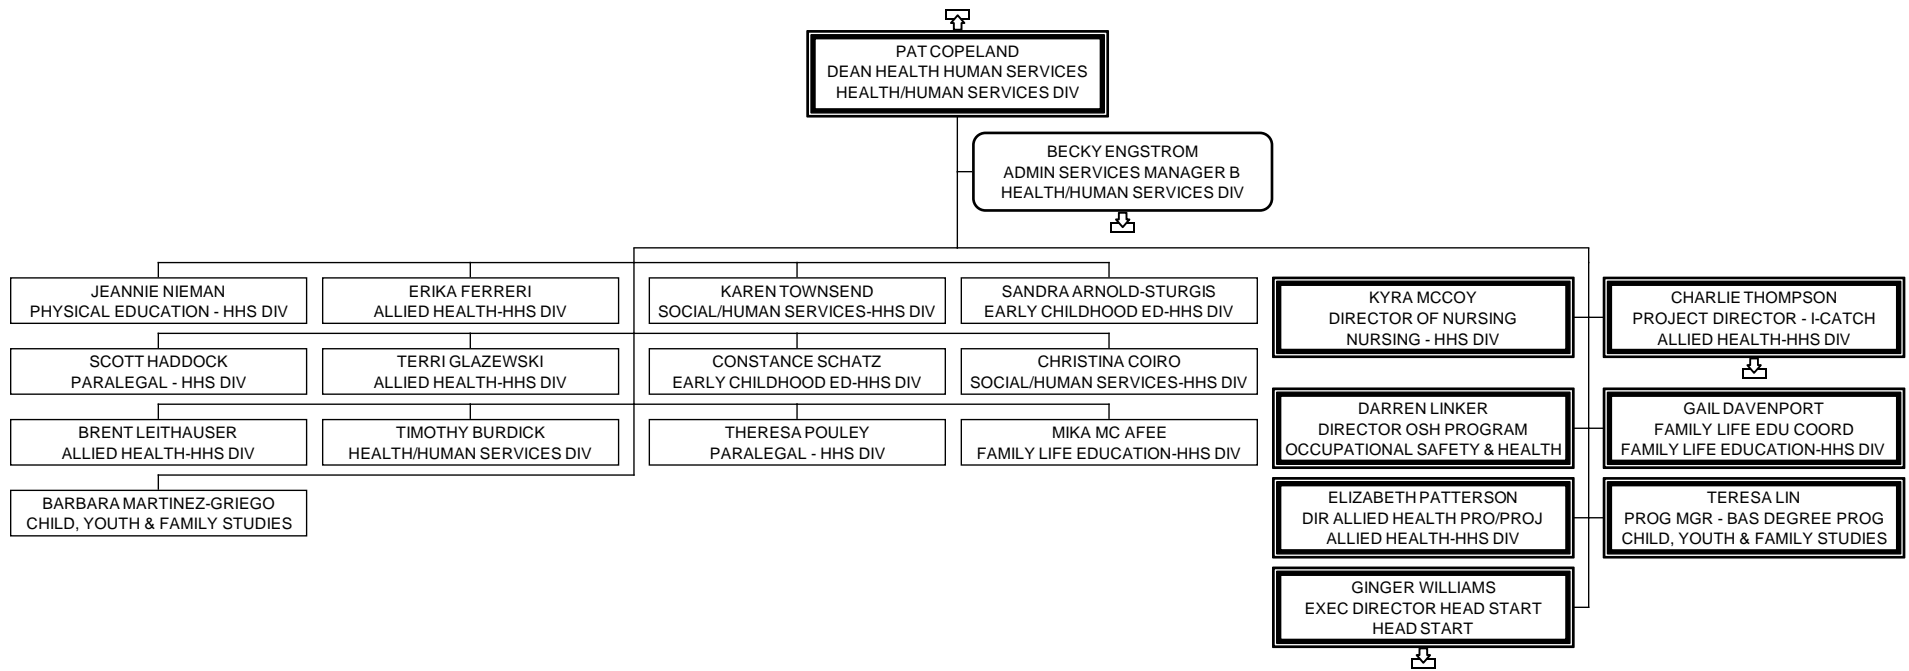 PAT COPELAND
DEAN HEALTH HUMAN SERVICES
HEALTH/HUMAN SERVICES DIV
BECKY ENGSTROM
ADMIN SERVICES MANAGER B
HEALTH/HUMAN SERVICES DIV
JEANNIE NIEMAN
PHYSICAL EDUCATION - HHS DIV
ERIKA FERRERI
ALLIED HEALTH-HHS DIV
KAREN TOWNSEND
SOCIAL/HUMAN SERVICES-HHS DIV
SANDRA ARNOLD-STURGIS
EARLY CHILDHOOD ED-HHS DIV
SCOTT HADDOCK
PARALEGAL - HHS DIV
TERRI GLAZEWSKI
ALLIED HEALTH-HHS DIV
CONSTANCE SCHATZ
EARLY CHILDHOOD ED-HHS DIV
CHRISTINA COIRO
SOCIAL/HUMAN SERVICES-HHS DIV
BRENT LEITHAUSER
ALLIED HEALTH-HHS DIV
TIMOTHY BURDICK
HEALTH/HUMAN SERVICES DIV
THERESA POULEY
PARALEGAL - HHS DIV
MIKA MC AFEE
FAMILY LIFE EDUCATION-HHS DIV
BARBARA MARTINEZ-GRIEGO
CHILD, YOUTH & FAMILY STUDIES
KYRA MCCOY
DIRECTOR OF NURSING
NURSING - HHS DIV
CHARLIE THOMPSON
PROJECT DIRECTOR - I-CATCH
ALLIED HEALTH-HHS DIV
DARREN LINKER
DIRECTOR OSH PROGRAM
OCCUPATIONAL SAFETY & HEALTH
GAIL DAVENPORT
FAMILY LIFE EDU COORD
FAMILY LIFE EDUCATION-HHS DIV
ELIZABETH PATTERSON
DIR ALLIED HEALTH PRO/PROJ
ALLIED HEALTH-HHS DIV
TERESA LIN
PROG MGR - BAS DEGREE PROG
CHILD, YOUTH & FAMILY STUDIES
GINGER WILLIAMS
EXEC DIRECTOR HEAD START
HEAD START